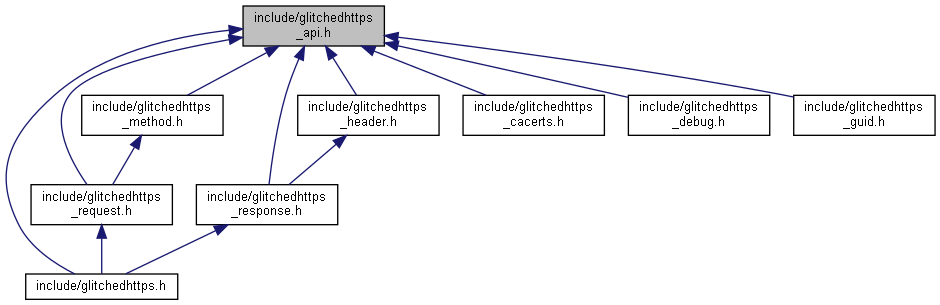 include/glitchedhttps
_api.h
include/glitchedhttps
_method.h
include/glitchedhttps
_header.h
include/glitchedhttps
_cacerts.h
include/glitchedhttps
_debug.h
include/glitchedhttps
_guid.h
include/glitchedhttps
_request.h
include/glitchedhttps
_response.h
include/glitchedhttps.h